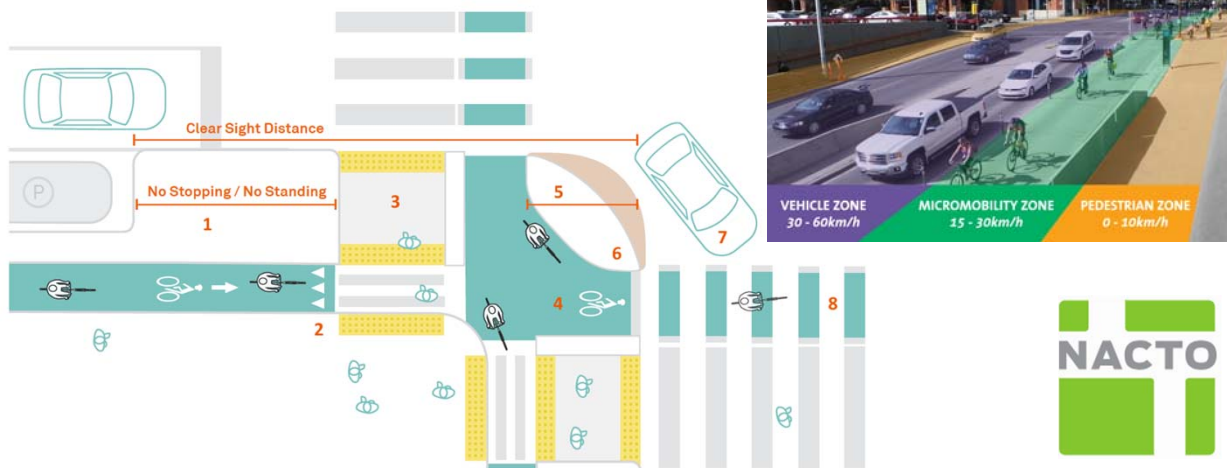 Clear Sight Distance
P
No Stopping / No Standing
1
2
3
4
5
6
7
8
VEHICLE ZONE
30 - 60km/h
MICROMOBILITY ZONE
15 - 30km/h
PEDESTRIAN ZONE
0 - 10km/h
NACTO